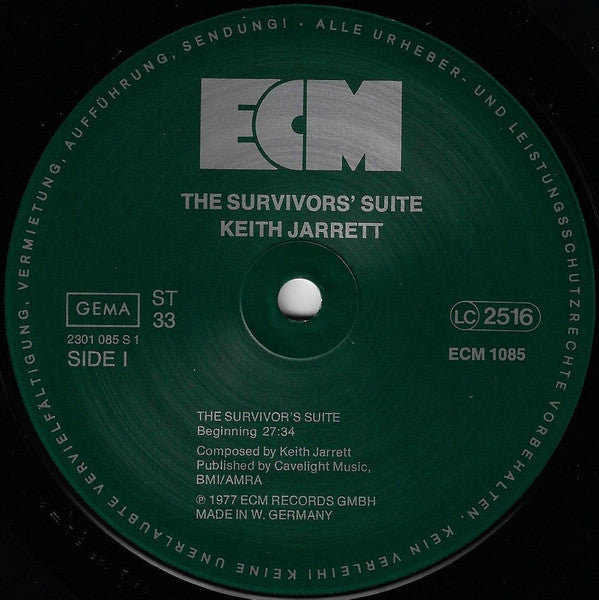 ALLE URHEBER- UND LEISTUNGSSCHUTZRECHTE VORBEHALTEN · KEIN VERLEIH! KEINE UNERLAUBTE VERVIELFÄLTIGUNG, VERMIETUNG, AUFFÜHRUNG, SENDUNG! ·
ECM
THE SURVIVORS' SUITE
KEITH JARRETT
GEMA
ST
33
LC 2516
2301 085 S 1
SIDE I
ECM 1085
THE SURVIVOR'S SUITE
Beginning 27:34
Composed by Keith Jarrett
Published by Cavelight Music,
BMI/AMRA
℗ 1977 ECM RECORDS GMBH
MADE IN W. GERMANY